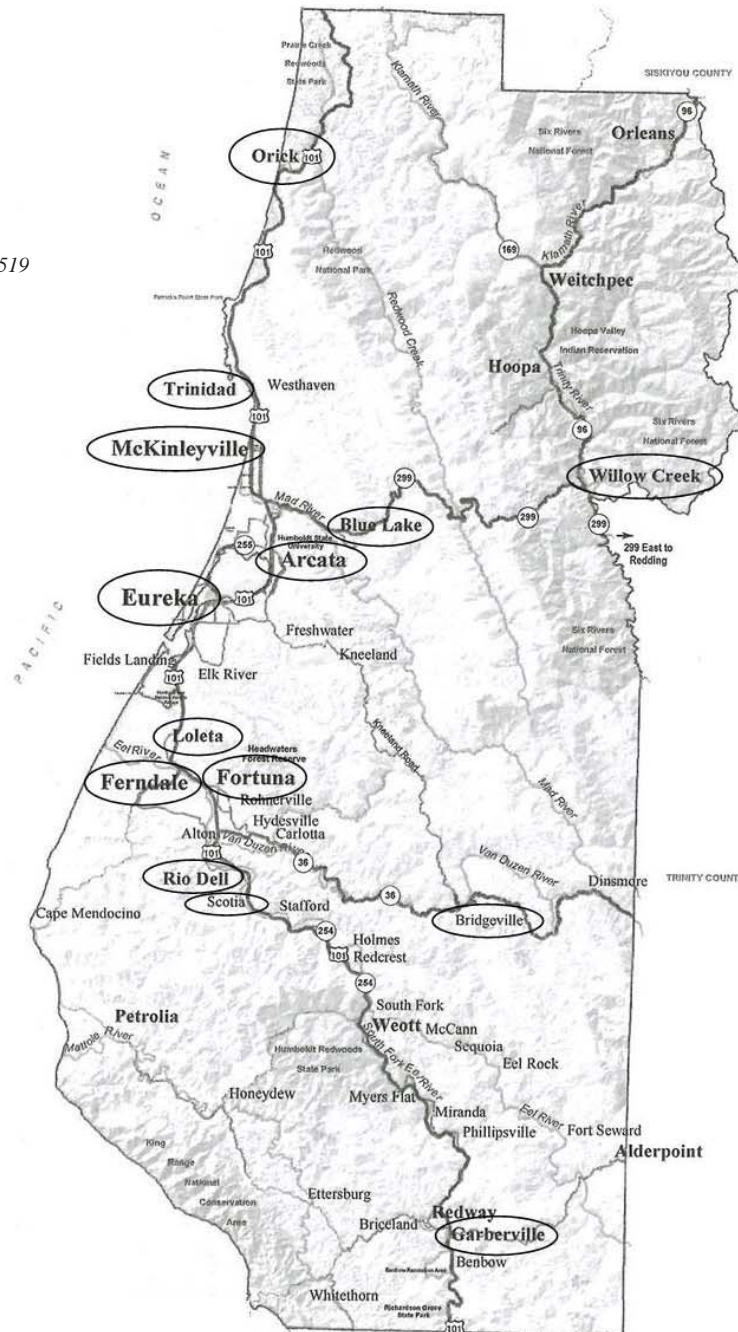 Prairie Creek
Redwoods
State Park
SISKIYOU COUNTY
Klamath River
96
Orleans
Six Rivers
National Forest
OCEAN
Orick
101
519
101
169
Klamath River
Weitchpec
Redwood
National Park
Redwood Creek
Hoopa Valley
Indian Reservation
Hoopa
Trinity River
Trinidad
Westhaven
101
96
Six Rivers
National Forest
McKinleyville
Willow Creek
299
Mad River
Blue Lake
299
299
299 East to
Redding
255
Humboldt State
University
Arcata
Eureka
101
PACIFIC
Freshwater
Kneeland
Six Rivers
National Forest
Fields Landing
101
Elk River
Loleta
Kneeland Road
Eel River
Headwaters
Forest Reserve
Ferndale
Fortuna
Rohnerville
Mad River
Hydesville
Alton
Van Duzen River
Carlotta
101
36
Van Duzen River
Rio Dell
Dinsmore
TRINITY COUNT
36
Scotia
Stafford
Cape Mendocino
Bridgeville
254
Holmes
101
Redcrest
254
South Fork
Petrolia
Weott
McCann
Mattole River
Sequoia
Humboldt Redwoods
State Park
South Fork Eel River
Eel Rock
Honeydew
Myers Flat
Miranda
Eel River
Phillipsville
Fort Seward
King
Range
National
Conservation
Area
Alderpoint
Ettersburg
Redway
Briceland
Garberville
Benbow
Whitethorn
Richardson Grove
State Park
101